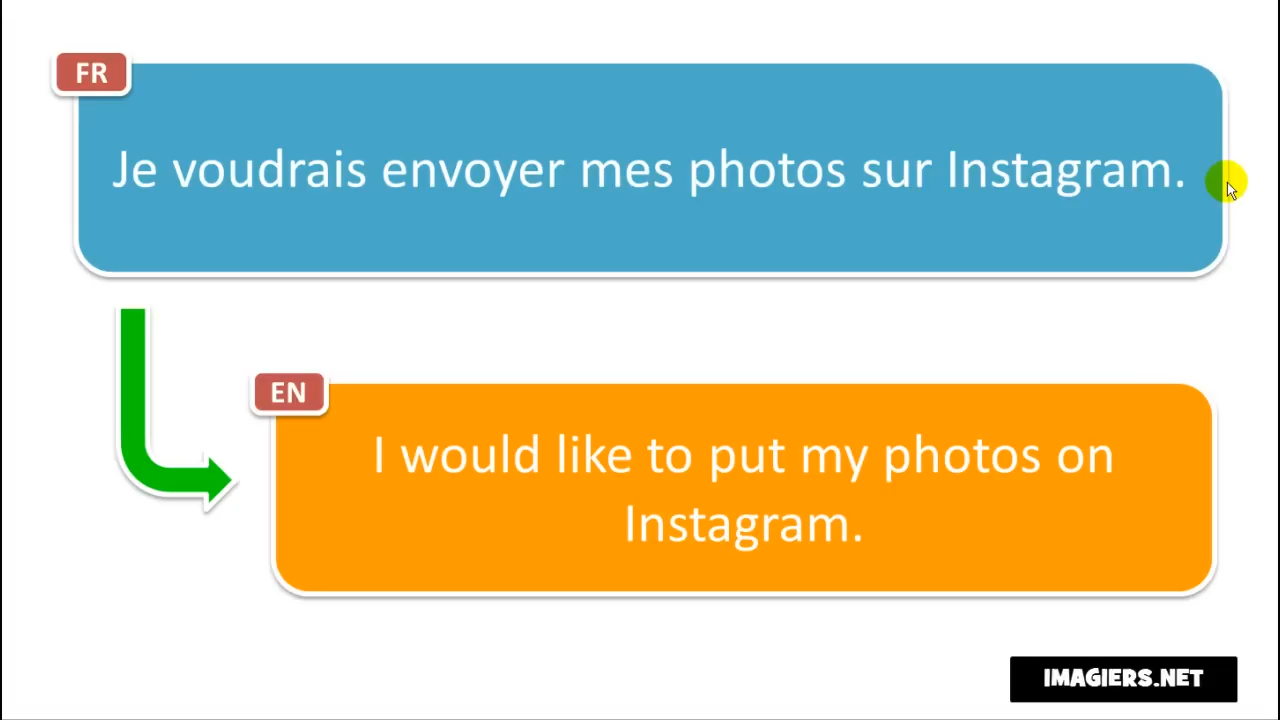 FR
Je voudrais envoyer mes photos sur Instagram.
EN
I would like to put my photos on
Instagram.
IMAGIERS.NET